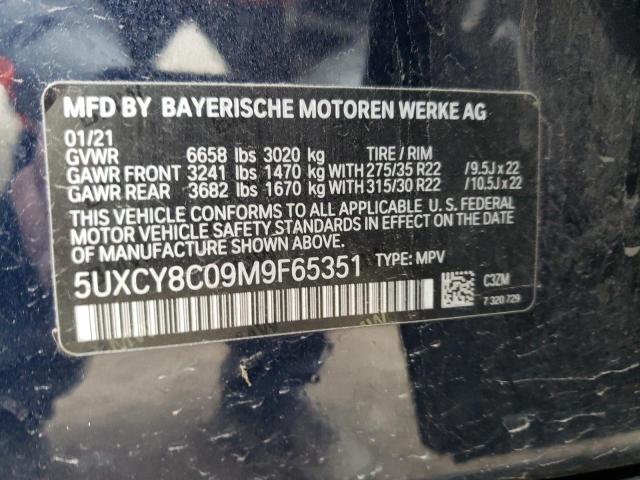 MFD BY BAYERISCHE MOTOREN WERKE AG
01/21
GVWR 6658 lbs 3020 kg TIRE / RIM
GAWR FRONT 3241 lbs 1470 kg WITH 275/35 R22 /9.5J x 22
GAWR REAR 3682 lbs 1670 kg WITH 315/30 R22 /10.5J x 22
THIS VEHICLE CONFORMS TO ALL APPLICABLE U. S. FEDERAL
MOTOR VEHICLE SAFETY STANDARDS IN EFFECT ON THE DATE
OF MANUFACTURE SHOWN ABOVE.
5UXCY8C09M9F65351 TYPE: MPV
C3ZM
7 320 729